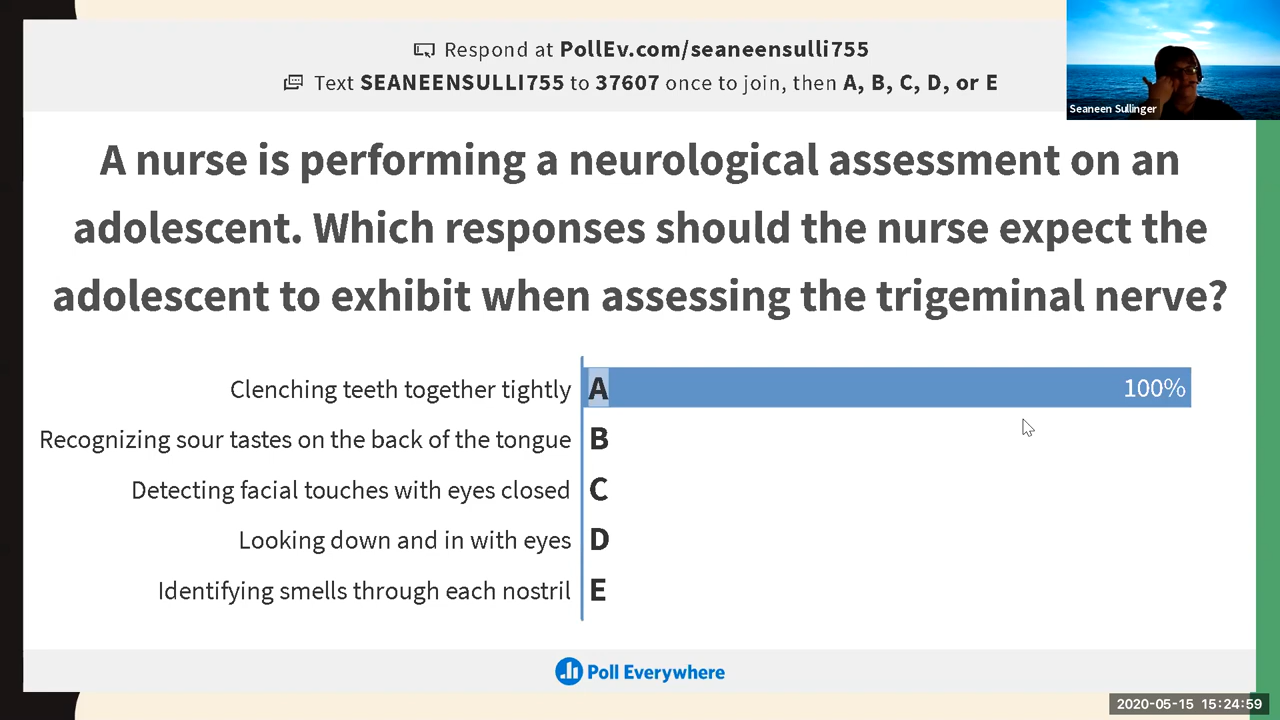 Respond at PollEv.com/seaneensulli755
Text SEANEENSULLI755 to 37607 once to join, then A, B, C, D, or E
Seaneen Sullinger
A nurse is performing a neurological assessment on an
adolescent. Which responses should the nurse expect the
adolescent to exhibit when assessing the trigeminal nerve?
Clenching teeth together tightly A 100%
Recognizing sour tastes on the back of the tongue B
Detecting facial touches with eyes closed C
Looking down and in with eyes D
Identifying smells through each nostril E
Poll Everywhere
2020-05-15 15:24:59